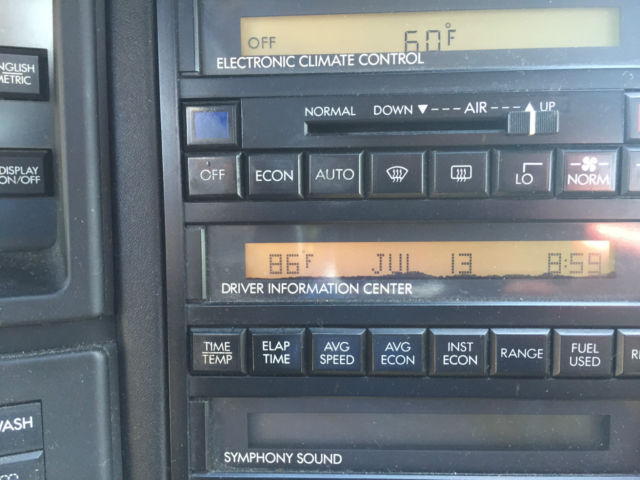 OFF 60°F
ELECTRONIC CLIMATE CONTROL
ENGLISH
METRIC
NORMAL DOWN ▼ --- AIR --- ▲ UP
DISPLAY
ON/OFF
OFF ECON AUTO LO NORM
86°F JUL 13 8:59
DRIVER INFORMATION CENTER
TIME ELAP AVG AVG INST RANGE FUEL
TEMP TIME SPEED ECON ECON USED
WASH
SYMPHONY SOUND